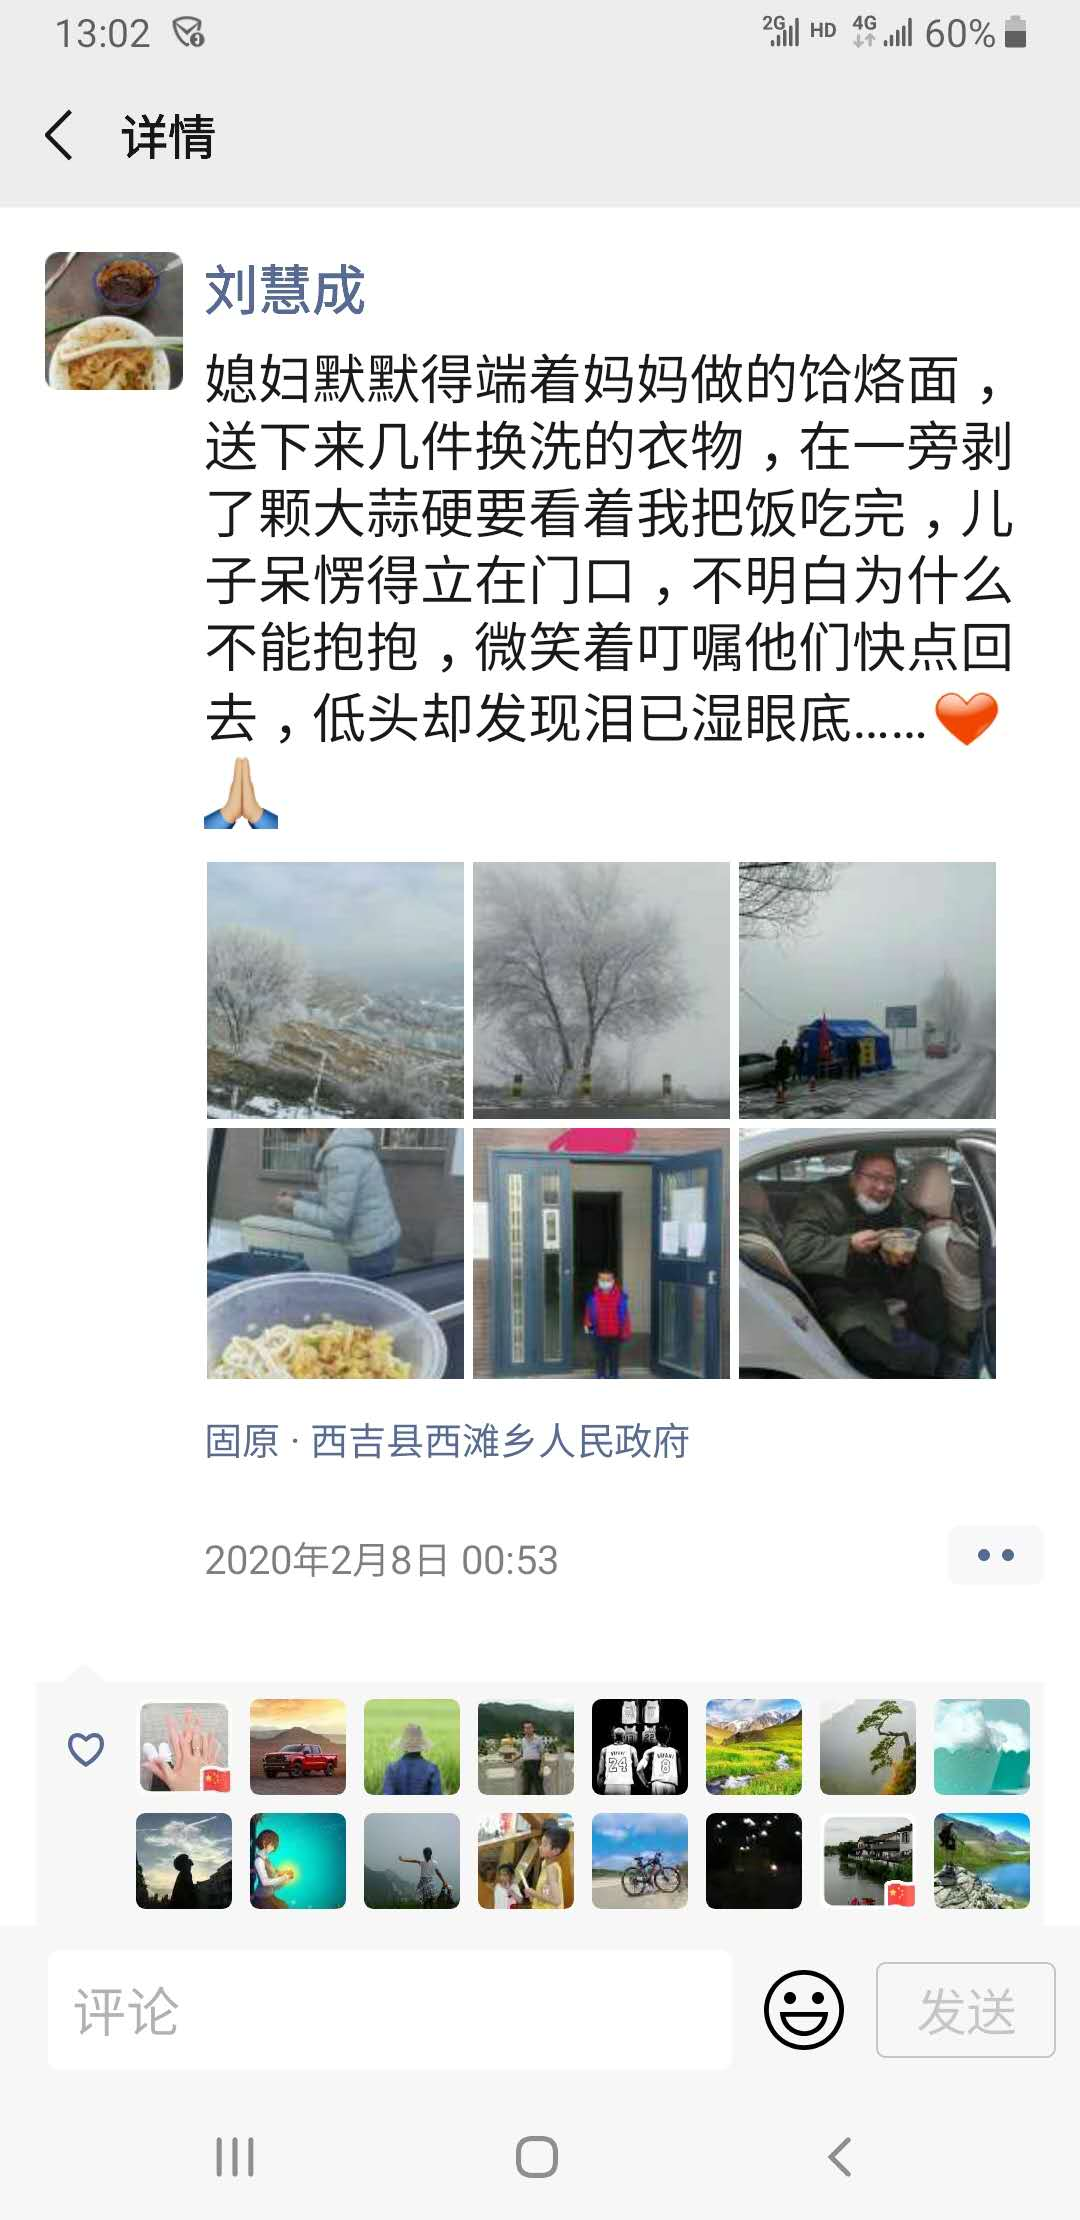 13:02
2G HD 4G 60%
详情
刘慧成
媳妇默默得端着妈妈做的饸烙面，
送下来几件换洗的衣物，在一旁剥
了颗大蒜硬要看着我把饭吃完，儿
子呆愣得立在门口，不明白为什么
不能抱抱，微笑着叮嘱他们快点回
去，低头却发现泪已湿眼底……❤
🙏🏼
固原 · 西吉县西滩乡人民政府
2020年2月8日 00:53
24
8
评论
发送